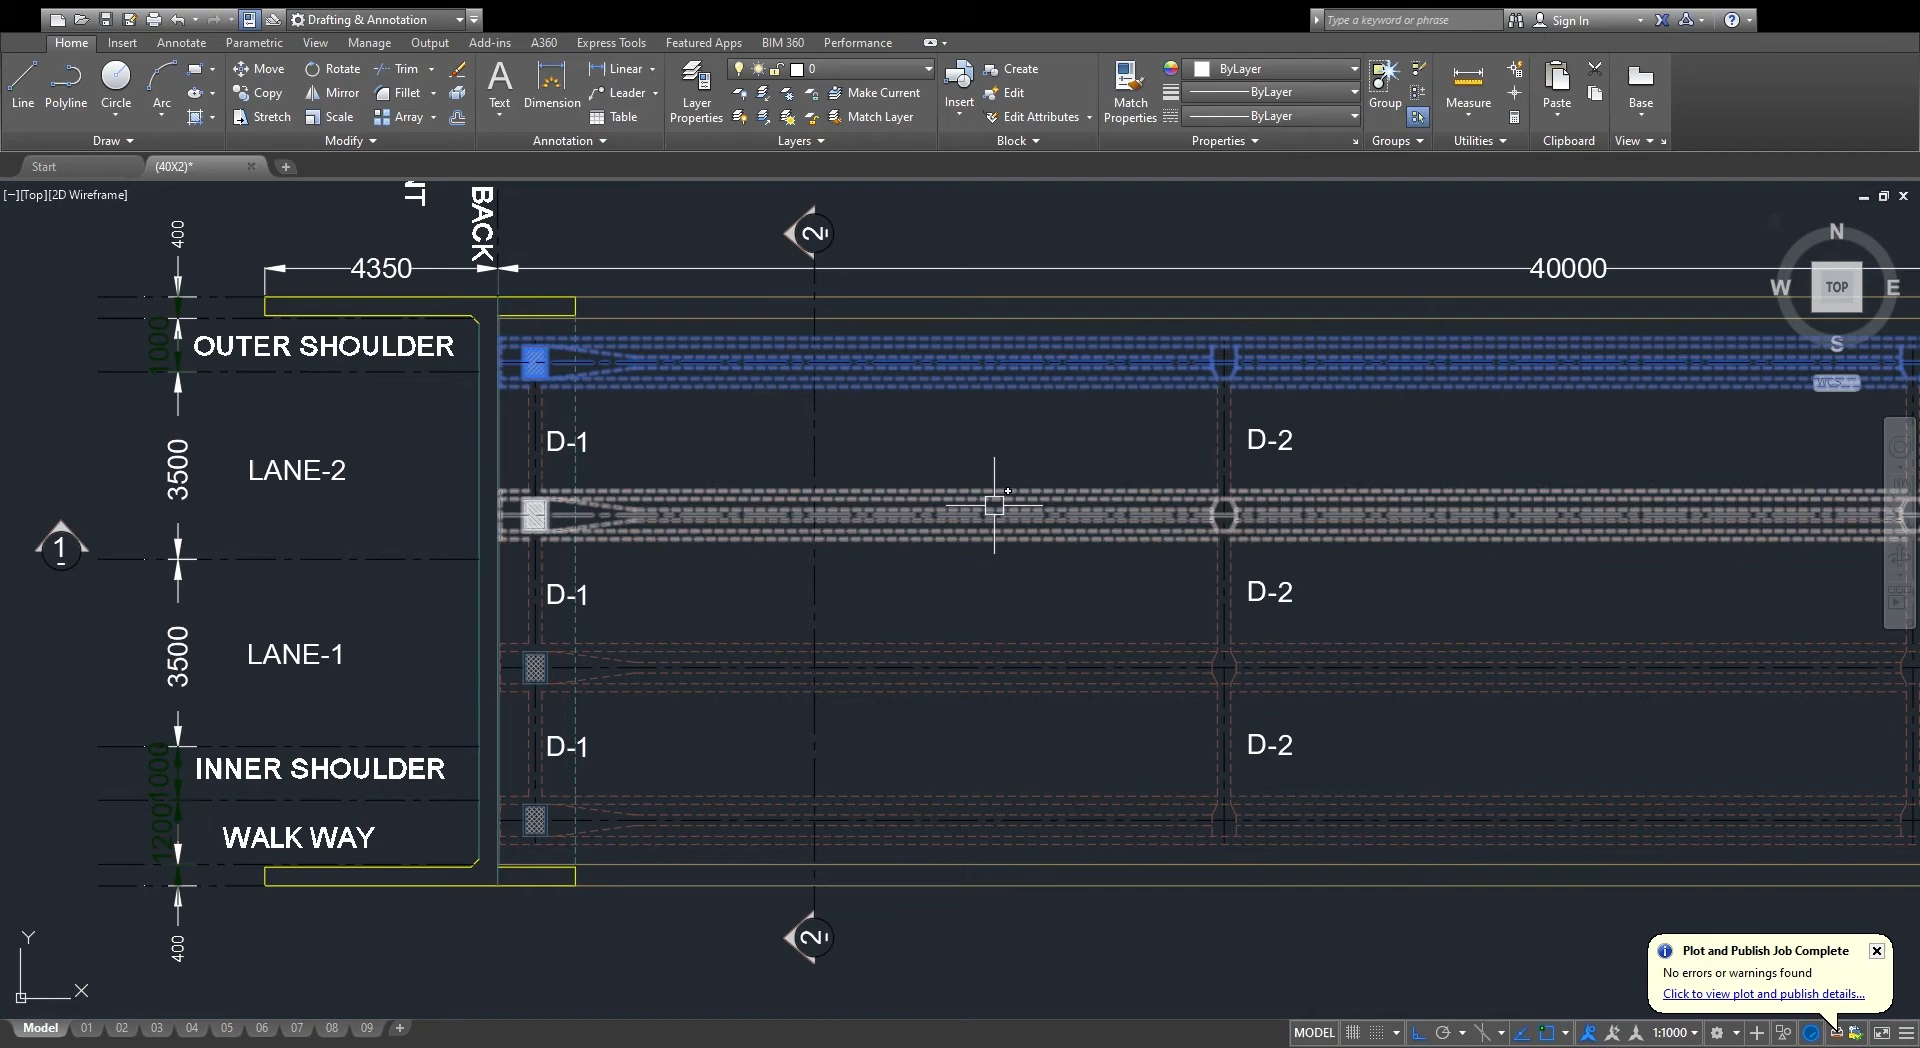 Drafting & Annotation
Type a keyword or phrase
Sign In
Home Insert Annotate Parametric View Manage Output Add-ins A360 Express Tools Featured Apps BIM 360 Performance
Move Rotate Trim
Linear
0
Create
ByLayer
Copy Mirror Fillet
Leader
Make Current
Edit
ByLayer
Line Polyline Circle Arc
Text Dimension
Layer Properties
Insert
Match Properties
Group Measure Paste Base
Stretch Scale Array
Table
Match Layer
Edit Attributes
ByLayer
Draw Modify Annotation Layers Block Properties Groups Utilities Clipboard View
Start (40X2)*
[–][Top][2D Wireframe]
BACK
400
2
4350
40000
N
W TOP E
S
WCS
1000
OUTER SHOULDER
D-1
D-2
3500
LANE-2
1
D-1
D-2
3500
LANE-1
D-1
D-2
1000
INNER SHOULDER
1200
WALK WAY
400
2
Y
X
Plot and Publish Job Complete
No errors or warnings found
Click to view plot and publish details...
Model 01 02 03 04 05 06 07 08 09
MODEL
1:1000